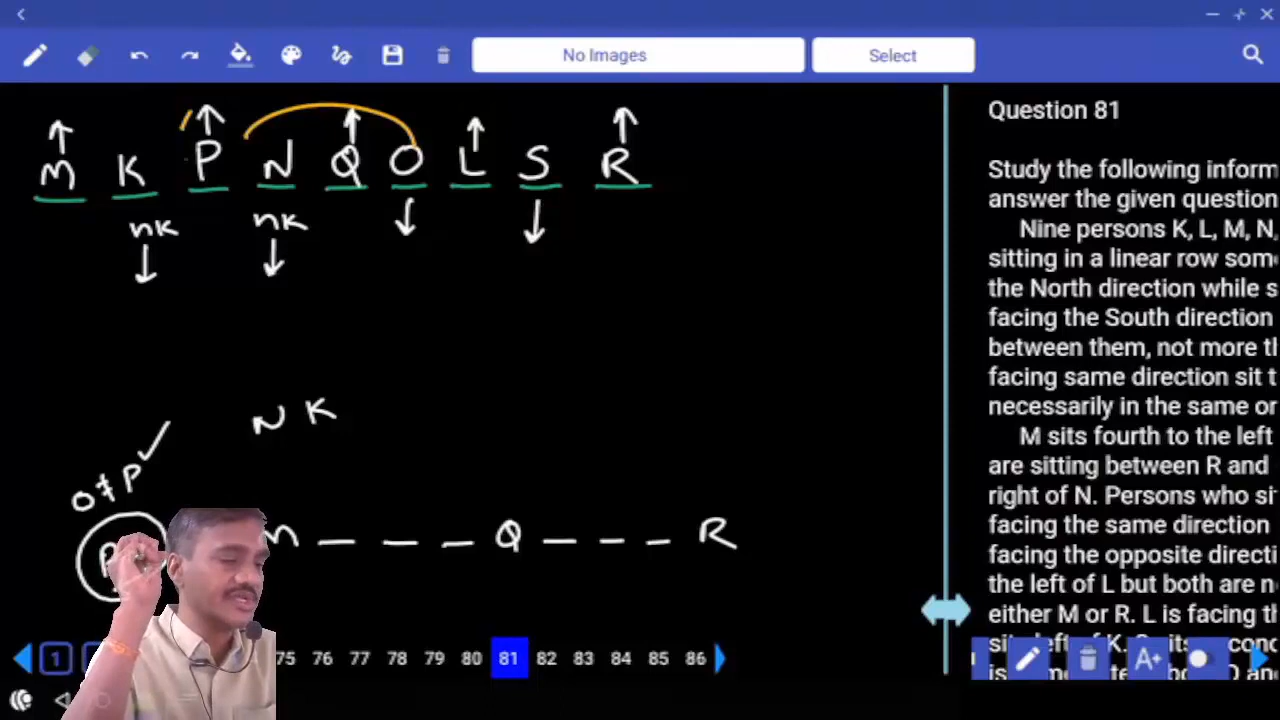 No Images
Select
M K P N Q O L S R
nk nk
N K
O ≠ P ✓
M _ _ _ Q _ _ _ R
1 75 76 77 78 79 80 81 82 83 84 85 86
Question 81
Study the following inform
answer the given question
Nine persons K, L, M, N,
sitting in a linear row som
the North direction while s
facing the South direction
between them, not more th
facing same direction sit t
necessarily in the same or
M sits fourth to the left
are sitting between R and
right of N. Persons who si
facing the same direction
facing the opposite directi
the left of L but both are n
either M or R. L is facing th
A+